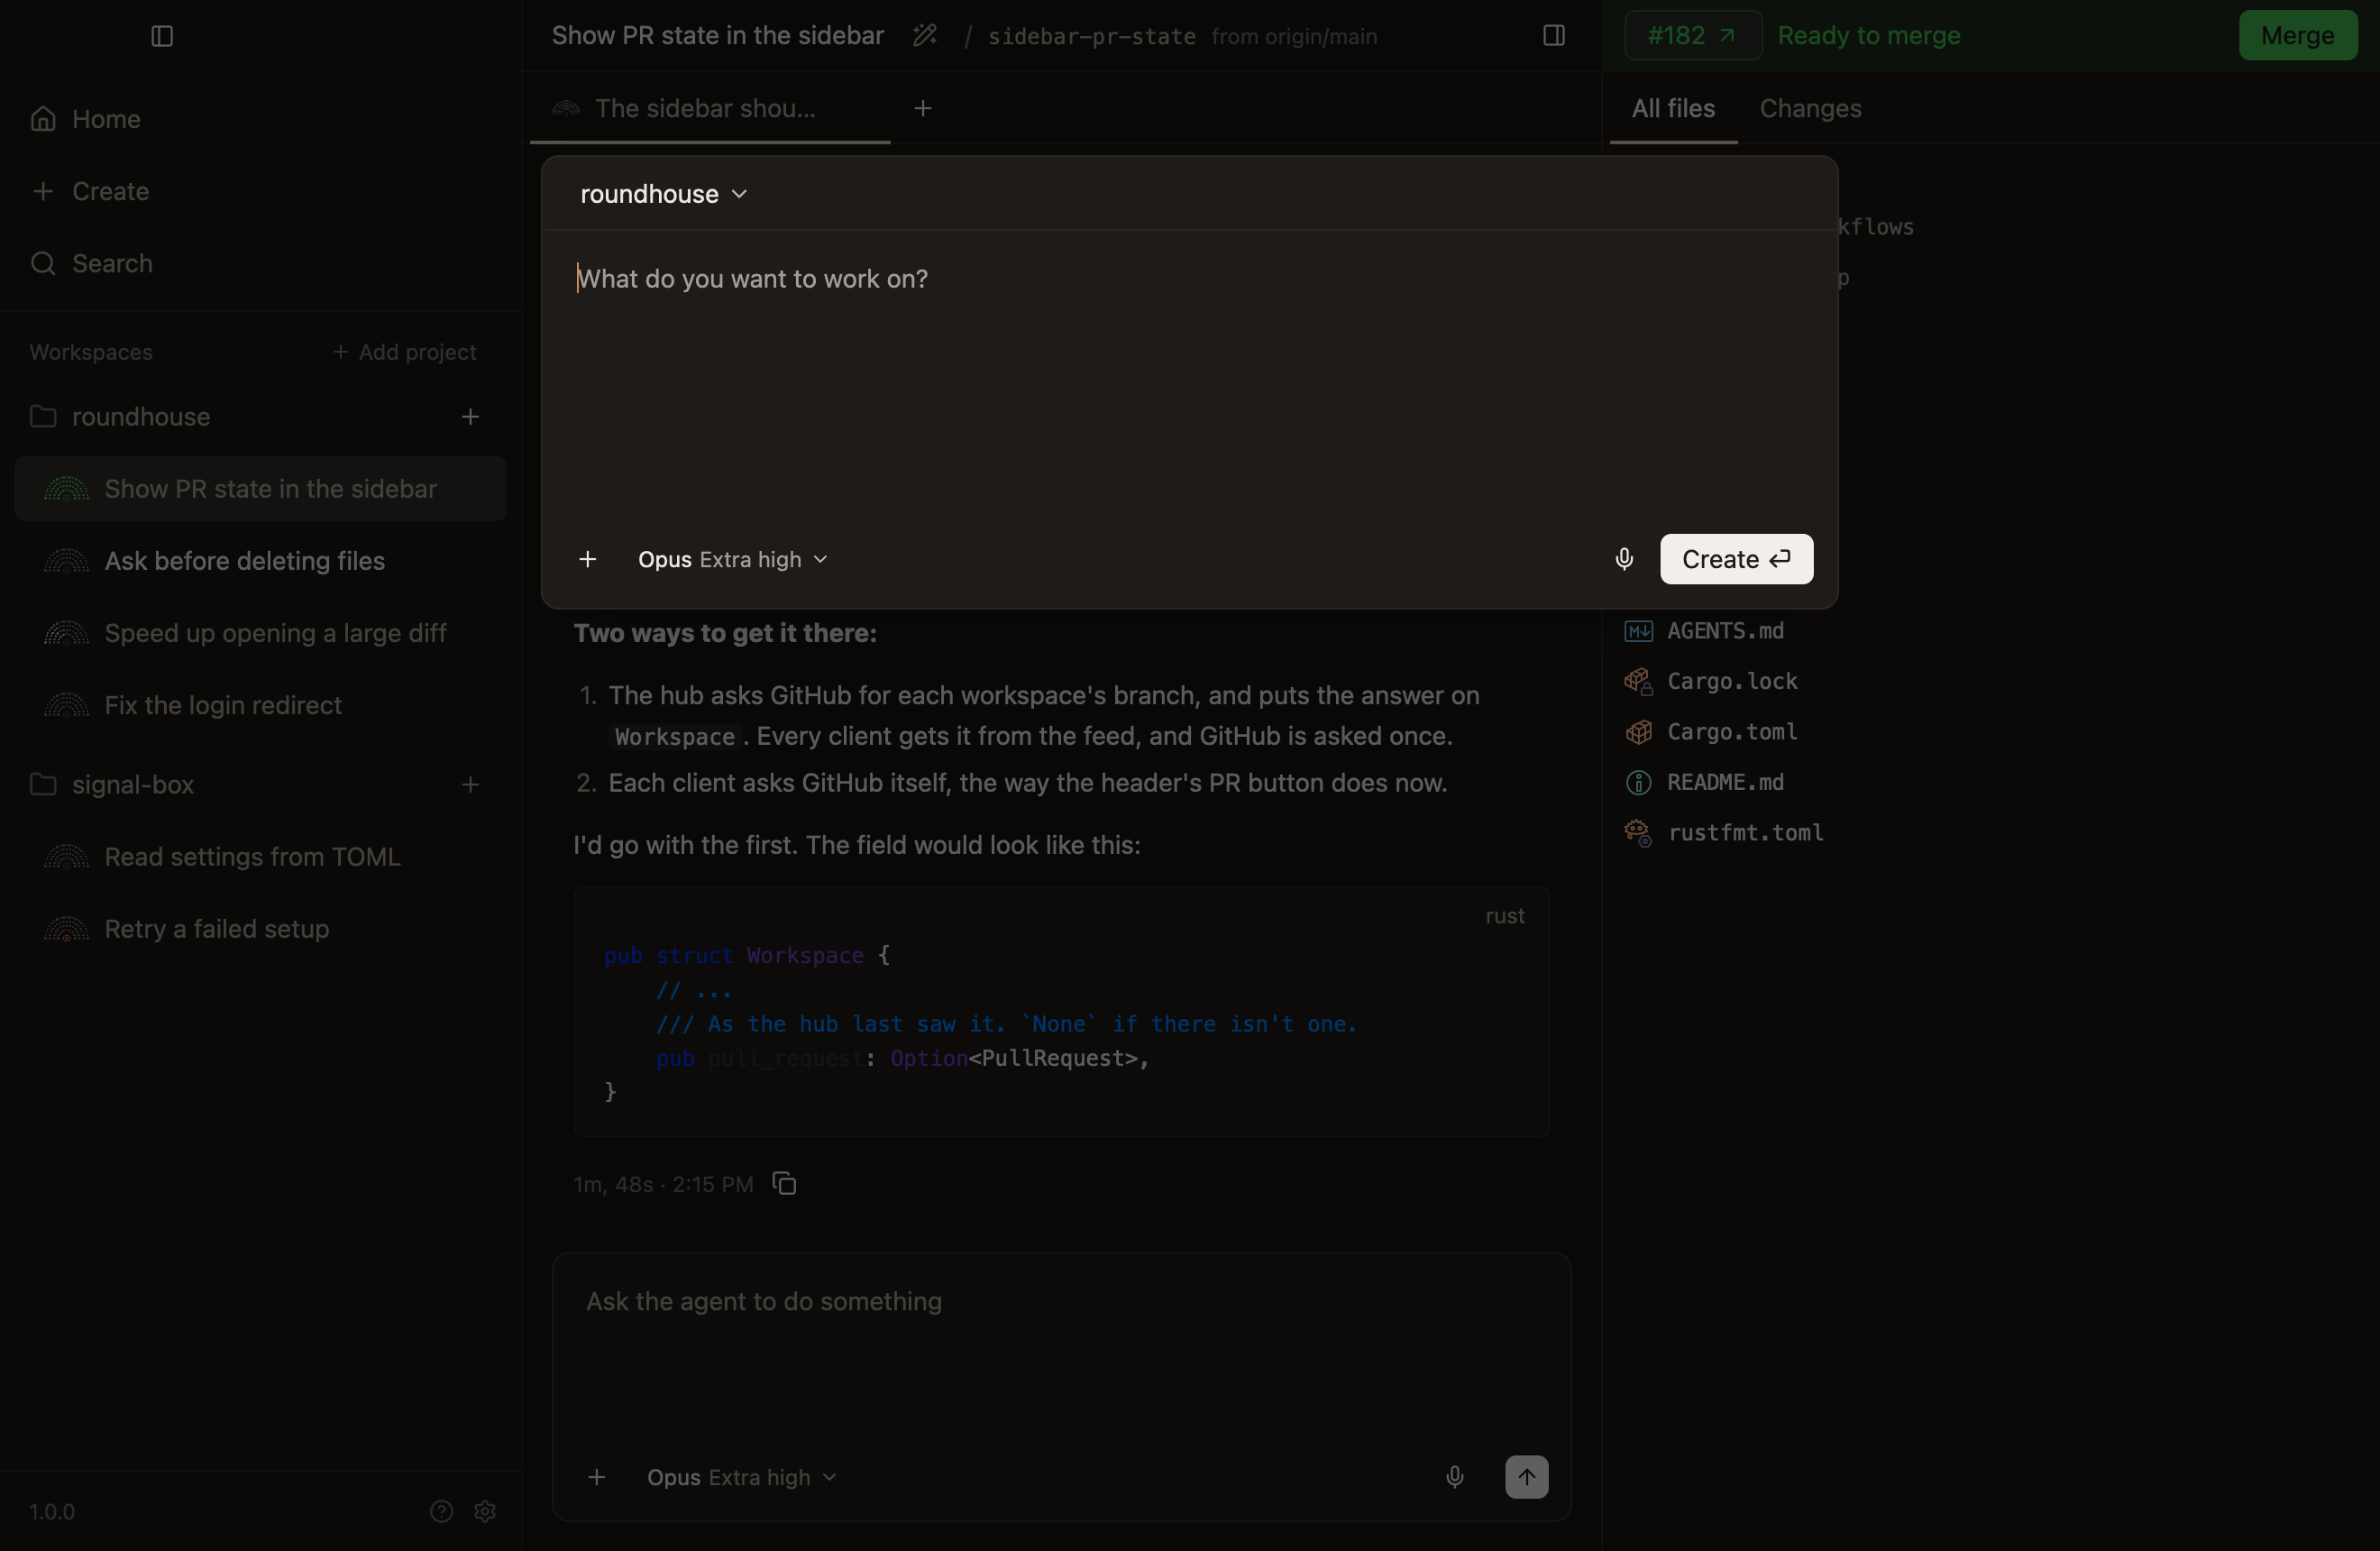 Home
Create
Search
Workspaces
Add project
roundhouse
Show PR state in the sidebar
Ask before deleting files
Speed up opening a large diff
Fix the login redirect
signal-box
Read settings from TOML
Retry a failed setup
1.0.0
Show PR state in the sidebar / sidebar-pr-state from origin/main
The sidebar shou...
roundhouse
What do you want to work on?
Opus Extra high
Create
Two ways to get it there:
1. The hub asks GitHub for each workspace's branch, and puts the answer on
Workspace. Every client gets it from the feed, and GitHub is asked once.
2. Each client asks GitHub itself, the way the header's PR button does now.
I'd go with the first. The field would look like this:
rust
pub struct Workspace {
// ...
/// As the hub last saw it. `None` if there isn't one.
pub pull_request: Option<PullRequest>,
}
1m, 48s · 2:15 PM
Ask the agent to do something
Opus Extra high
#182
Ready to merge
Merge
All files
Changes
kflows
p
AGENTS.md
Cargo.lock
Cargo.toml
README.md
rustfmt.toml